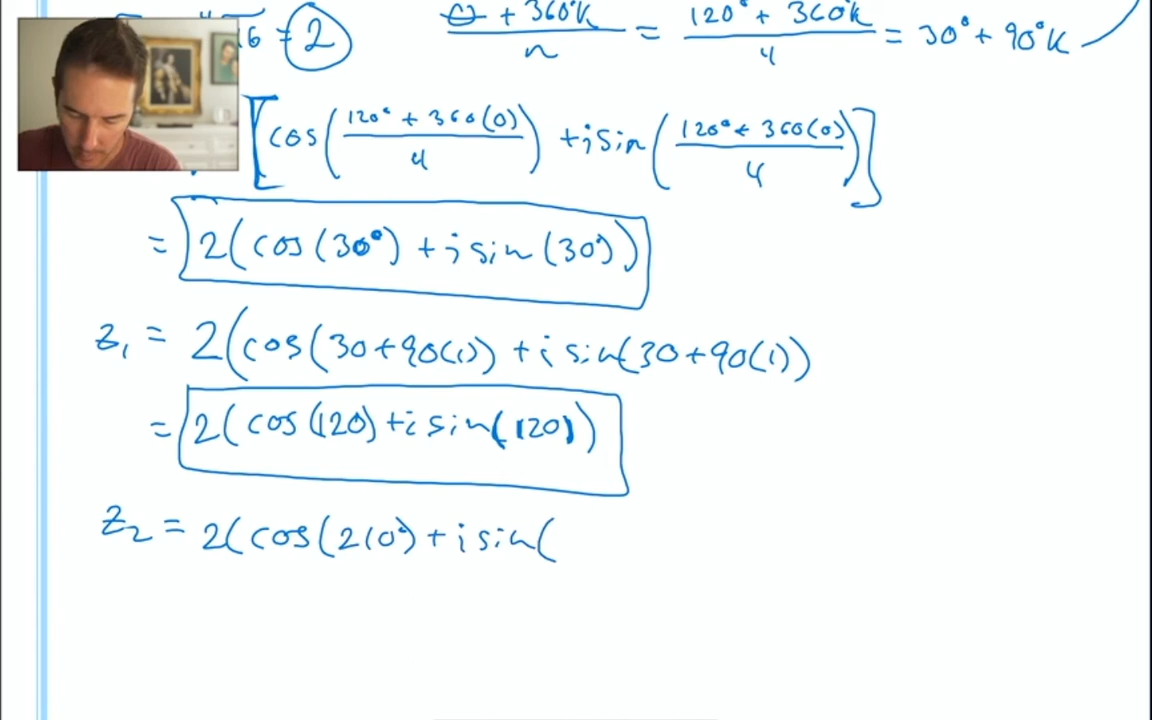 16 = 2
Θ + 360°K / n = 120° + 360°K / 4 = 30° + 90°K
[cos(120° + 360(0) / 4) + i sin(120° + 360(0) / 4)]
= 2(cos(30°) + i sin(30°))
z₁ = 2(cos(30+90(1)) + i sin(30+90(1))
= 2(cos(120) + i sin(120))
z₂ = 2(cos(210°) + i sin(